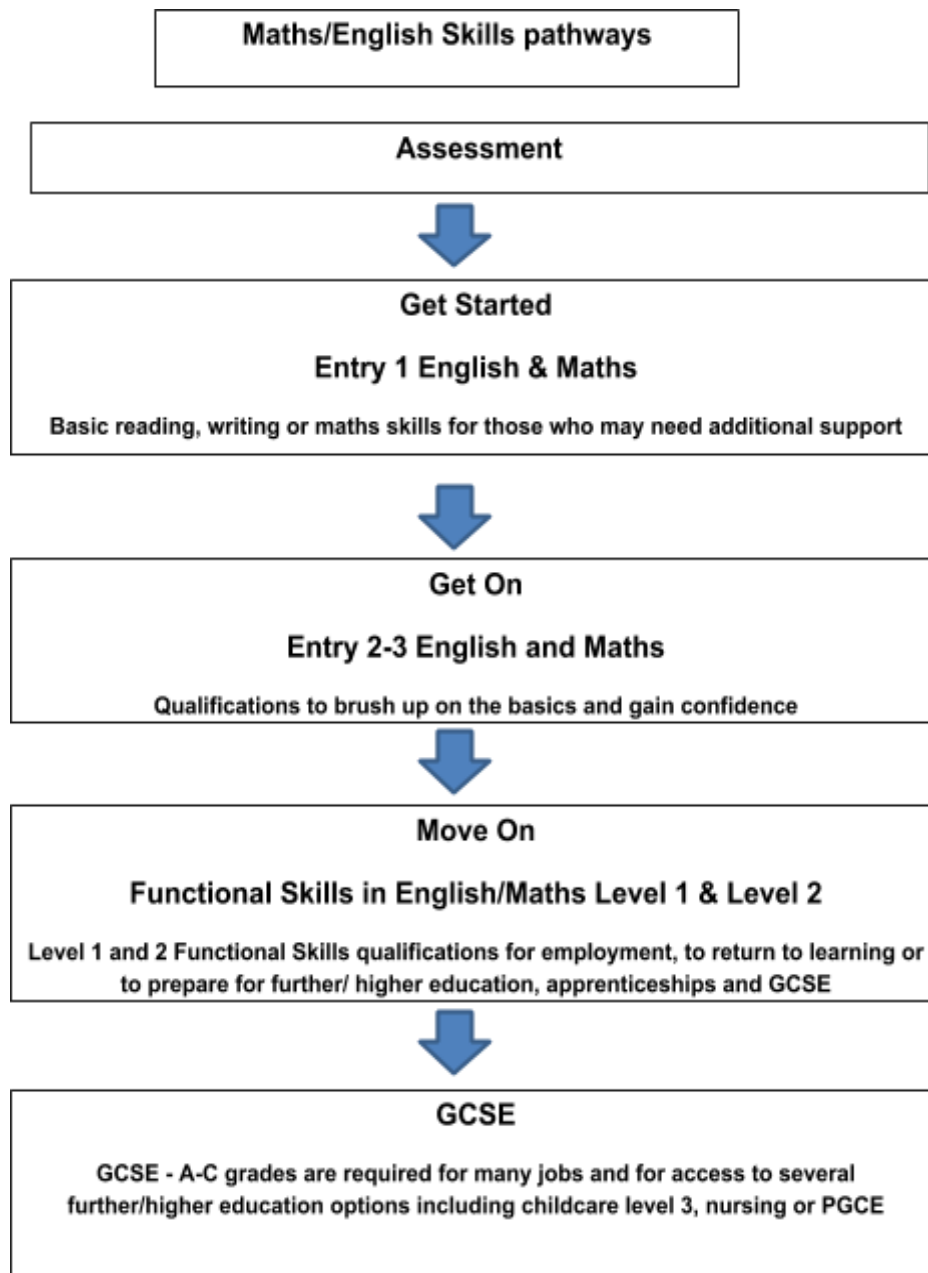 Maths/English Skills pathways
Assessment
Get Started
Entry 1 English & Maths
Basic reading, writing or maths skills for those who may need additional support
Get On
Entry 2-3 English and Maths
Qualifications to brush up on the basics and gain confidence
Move On
Functional Skills in English/Maths Level 1 & Level 2
Level 1 and 2 Functional Skills qualifications for employment, to return to learning or
to prepare for further/ higher education, apprenticeships and GCSE
GCSE
GCSE - A-C grades are required for many jobs and for access to several
further/higher education options including childcare level 3, nursing or PGCE